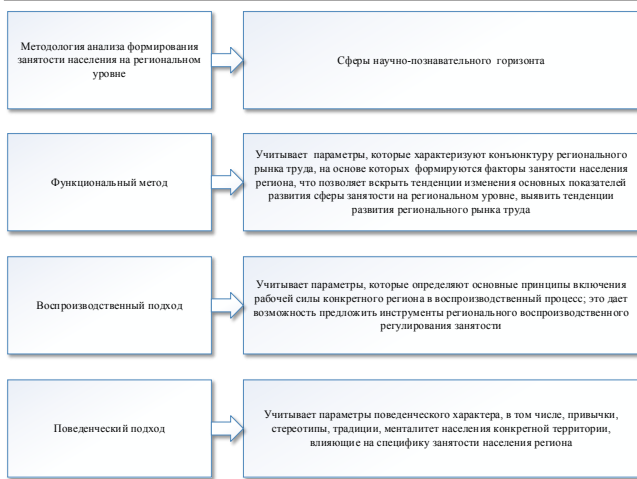 Методология анализа формирования
занятости населения на региональном
уровне
Сферы научно-познавательного горизонта
Функциональный метод
Учитывает параметры, которые характеризуют конъюнктуру регионального
рынка труда, на основе которых формируются факторы занятости населения
региона, что позволяет вскрыть тенденции изменения основных показателей
развития сферы занятости на региональном уровне, выявить тенденции
развития регионального рынка труда
Воспроизводственный подход
Учитывает параметры, которые определяют основные принципы включения
рабочей силы конкретного региона в воспроизводственный процесс; это дает
возможность предложить инструменты регионального воспроизводственного
регулирования занятости
Поведенческий подход
Учитывает параметры поведенческого характера, в том числе, привычки,
стереотипы, традиции, менталитет населения конкретной территории,
влияющие на специфику занятости населения региона